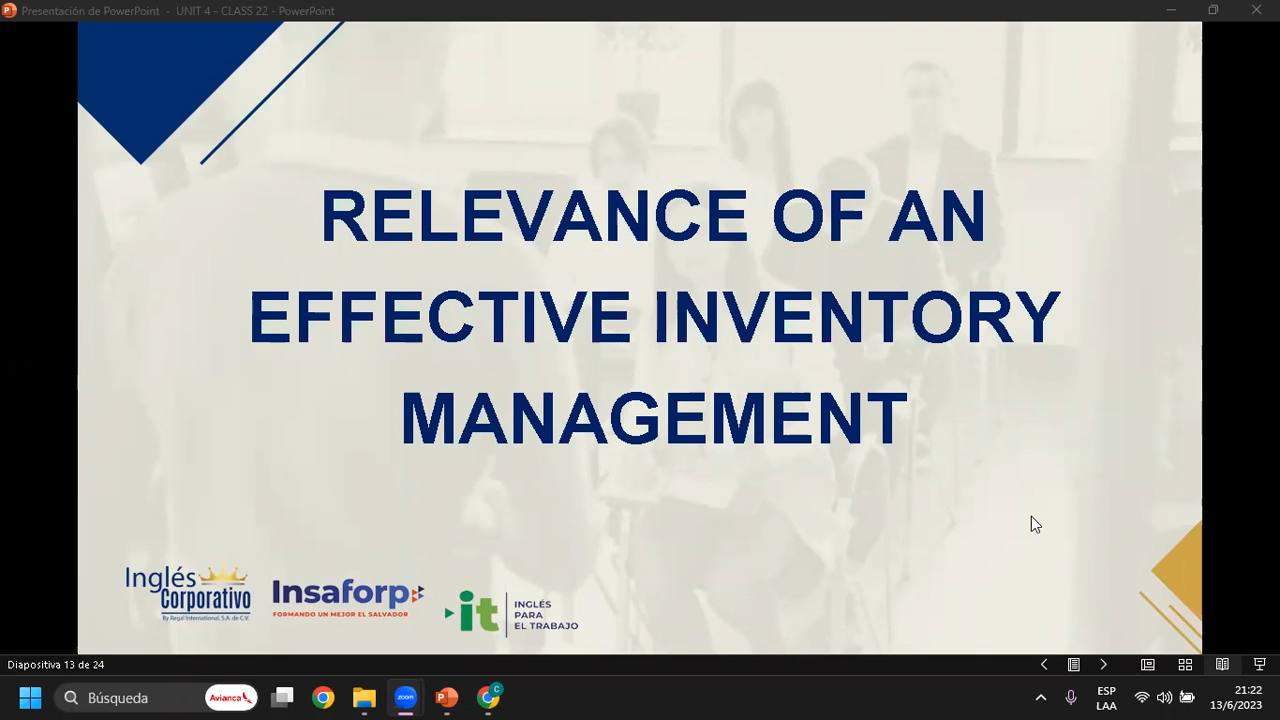 Presentación de PowerPoint - UNIT 4 - CLASS 22 - PowerPoint
RELEVANCE OF AN
EFFECTIVE INVENTORY
MANAGEMENT
Inglés
Corporativo
By Regal International, S.A. de C.V.
Insaforp
FORMANDO UN MEJOR EL SALVADOR
it
INGLÉS
PARA
EL TRABAJO
Diapositiva 13 de 24
Búsqueda
Avianca
zoom
C
ESP
LAA
21:22
13/6/2023